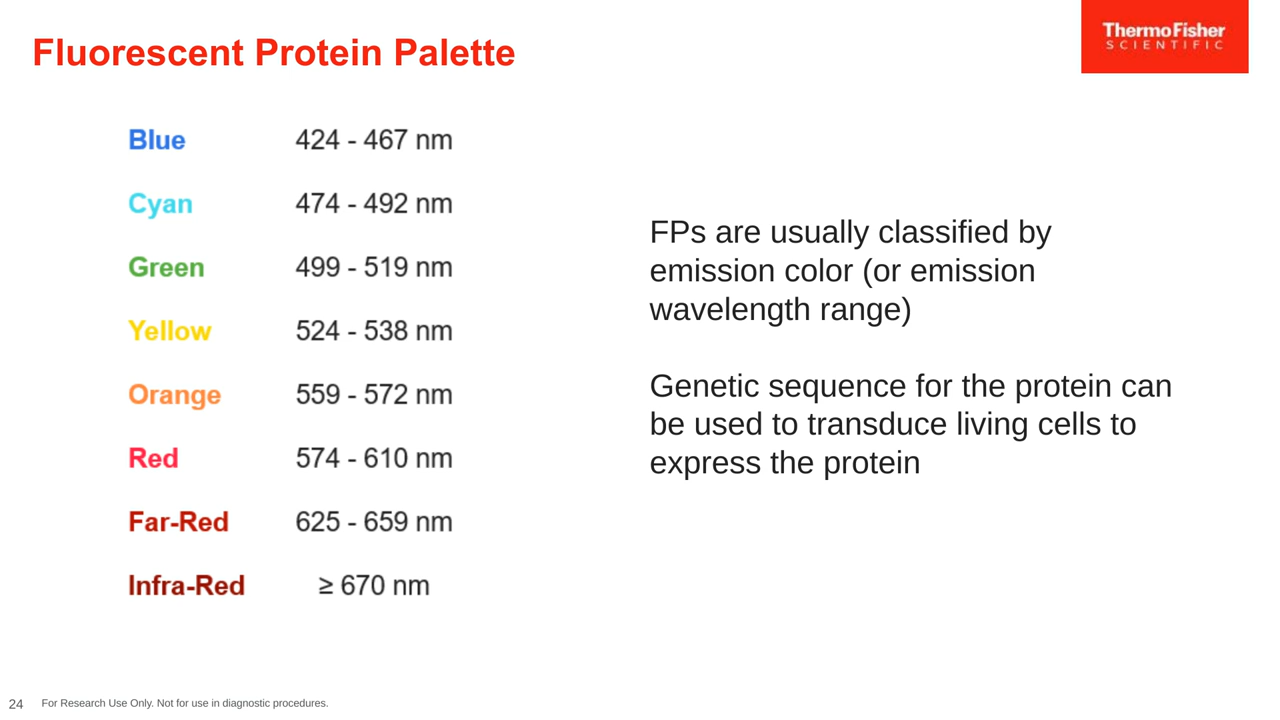 Fluorescent Protein Palette
ThermoFisher
SCIENTIFIC
Blue 424 - 467 nm
Cyan 474 - 492 nm
Green 499 - 519 nm
Yellow 524 - 538 nm
Orange 559 - 572 nm
Red 574 - 610 nm
Far-Red 625 - 659 nm
Infra-Red ≥ 670 nm
FPs are usually classified by
emission color (or emission
wavelength range)
Genetic sequence for the protein can
be used to transduce living cells to
express the protein
24 For Research Use Only. Not for use in diagnostic procedures.